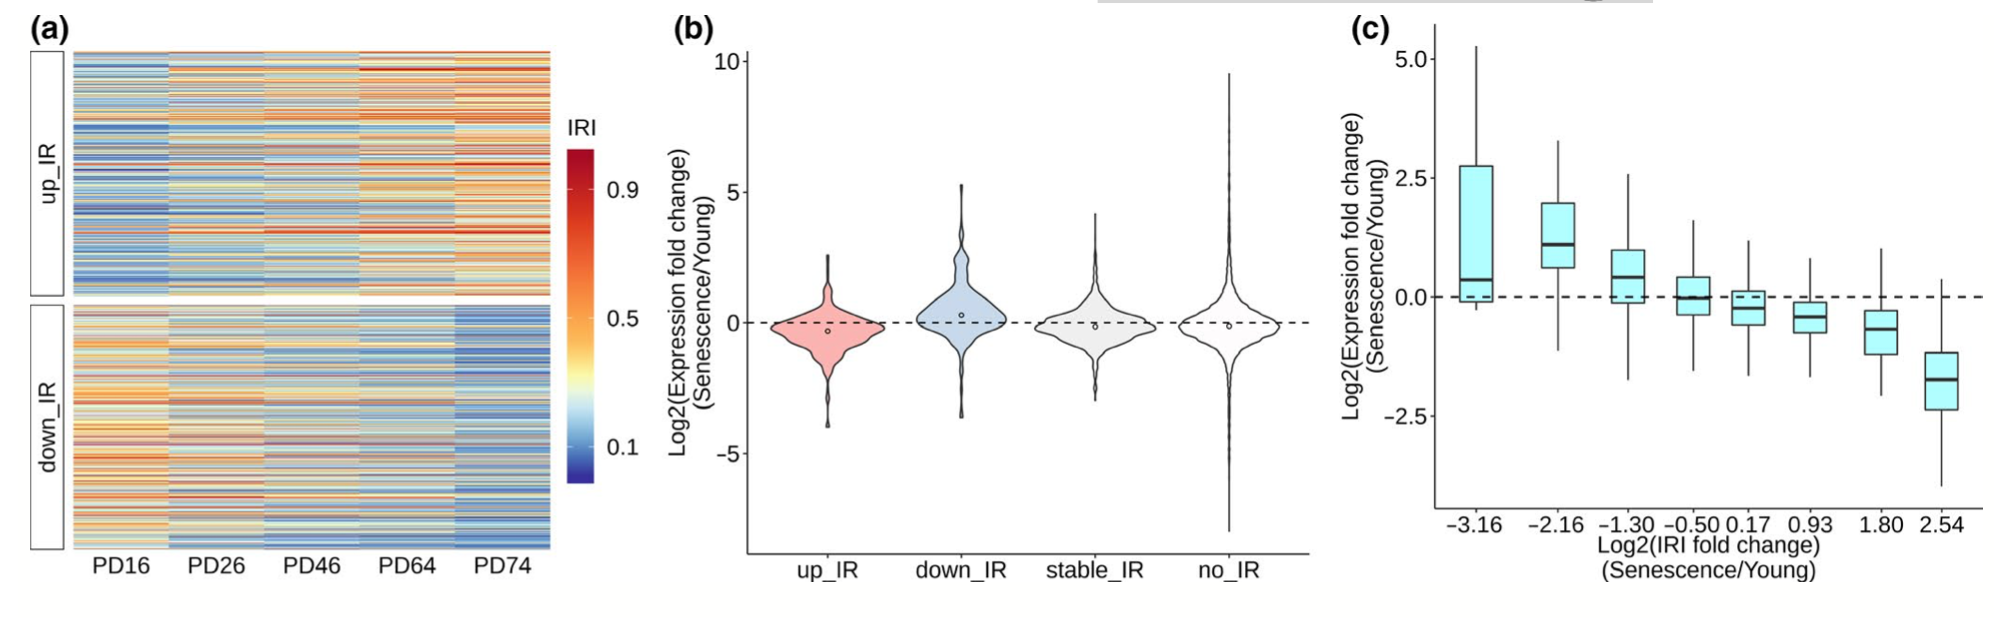 (a)
up_IR
down_IR
PD16 PD26 PD46 PD64 PD74
IRI
0.9
0.5
0.1
(b)
Log2(Expression fold change)
(Senescence/Young)
10
5
0
−5
up_IR down_IR stable_IR no_IR
(c)
Log2(Expression fold change)
(Senescence/Young)
5.0
2.5
0.0
−2.5
−3.16 −2.16 −1.30 −0.50 0.17 0.93 1.80 2.54
Log2(IRI fold change)
(Senescence/Young)